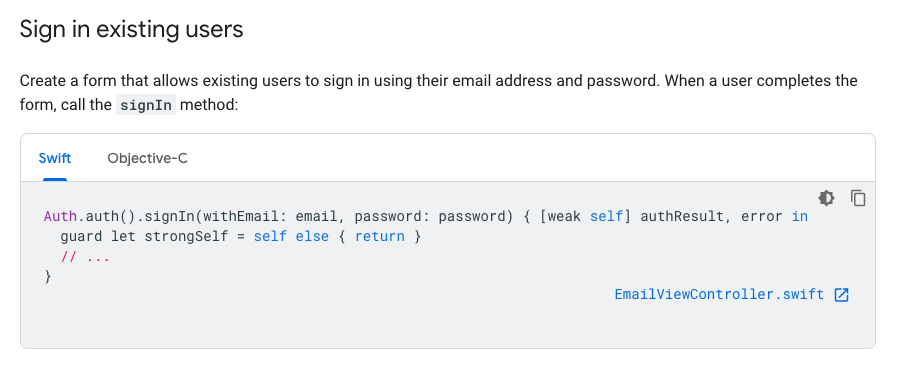 Sign in existing users
Create a form that allows existing users to sign in using their email address and password. When a user completes the
form, call the signIn method:
Swift Objective-C
Auth.auth().signIn(withEmail: email, password: password) { [weak self] authResult, error in
  guard let strongSelf = self else { return }
  // ...
}
EmailViewController.swift